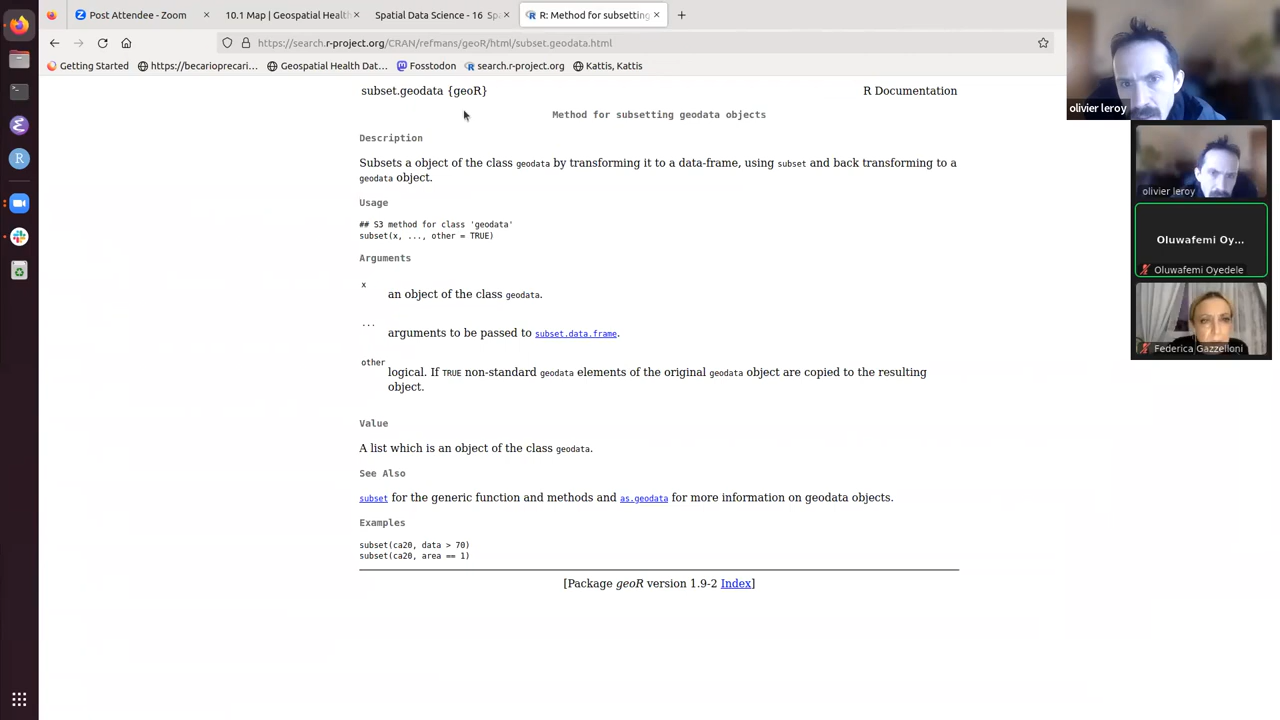 Post Attendee - Zoom
10.1 Map | Geospatial Health
Spatial Data Science - 16 Sp
R: Method for subsetting
https://search.r-project.org/CRAN/refmans/geoR/html/subset.geodata.html
Getting Started
https://becarioprecari...
Geospatial Health Dat...
Fosstodon
search.r-project.org
Kattis, Kattis
subset.geodata {geoR}
R Documentation
Method for subsetting geodata objects
Description
Subsets a object of the class geodata by transforming it to a data-frame, using subset and back transforming to a
geodata object.
Usage
## S3 method for class 'geodata'
subset(x, ..., other = TRUE)
Arguments
x
an object of the class geodata.
...
arguments to be passed to subset.data.frame.
other
logical. If TRUE non-standard geodata elements of the original geodata object are copied to the resulting
object.
Value
A list which is an object of the class geodata.
See Also
subset for the generic function and methods and as.geodata for more information on geodata objects.
Examples
subset(ca20, data > 70)
subset(ca20, area == 1)
[Package geoR version 1.9-2 Index]
olivier leroy
olivier leroy
Oluwafemi Oy...
Oluwafemi Oyedele
Federica Gazzelloni